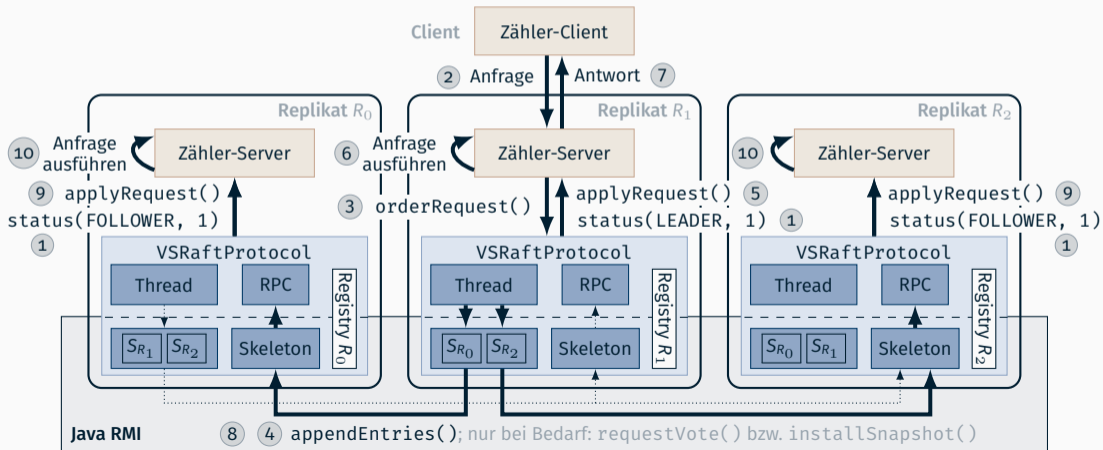 Client
Zähler-Client
2 Anfrage
Antwort 7
Replikat R0
Replikat R1
Replikat R2
10 Anfrage ausführen
Zähler-Server
6 Anfrage ausführen
Zähler-Server
10
Zähler-Server
9 applyRequest()
status(FOLLOWER, 1)
1
3 orderRequest()
applyRequest() 5
status(LEADER, 1) 1
applyRequest() 9
status(FOLLOWER, 1)
1
VSRaftProtocol
Thread
RPC
Registry R0
SR1 SR2
Skeleton
VSRaftProtocol
Thread
RPC
Registry R1
SR0 SR2
Skeleton
VSRaftProtocol
Thread
RPC
Registry R2
SR0 SR1
Skeleton
Java RMI
8 4 appendEntries(); nur bei Bedarf: requestVote() bzw. installSnapshot()